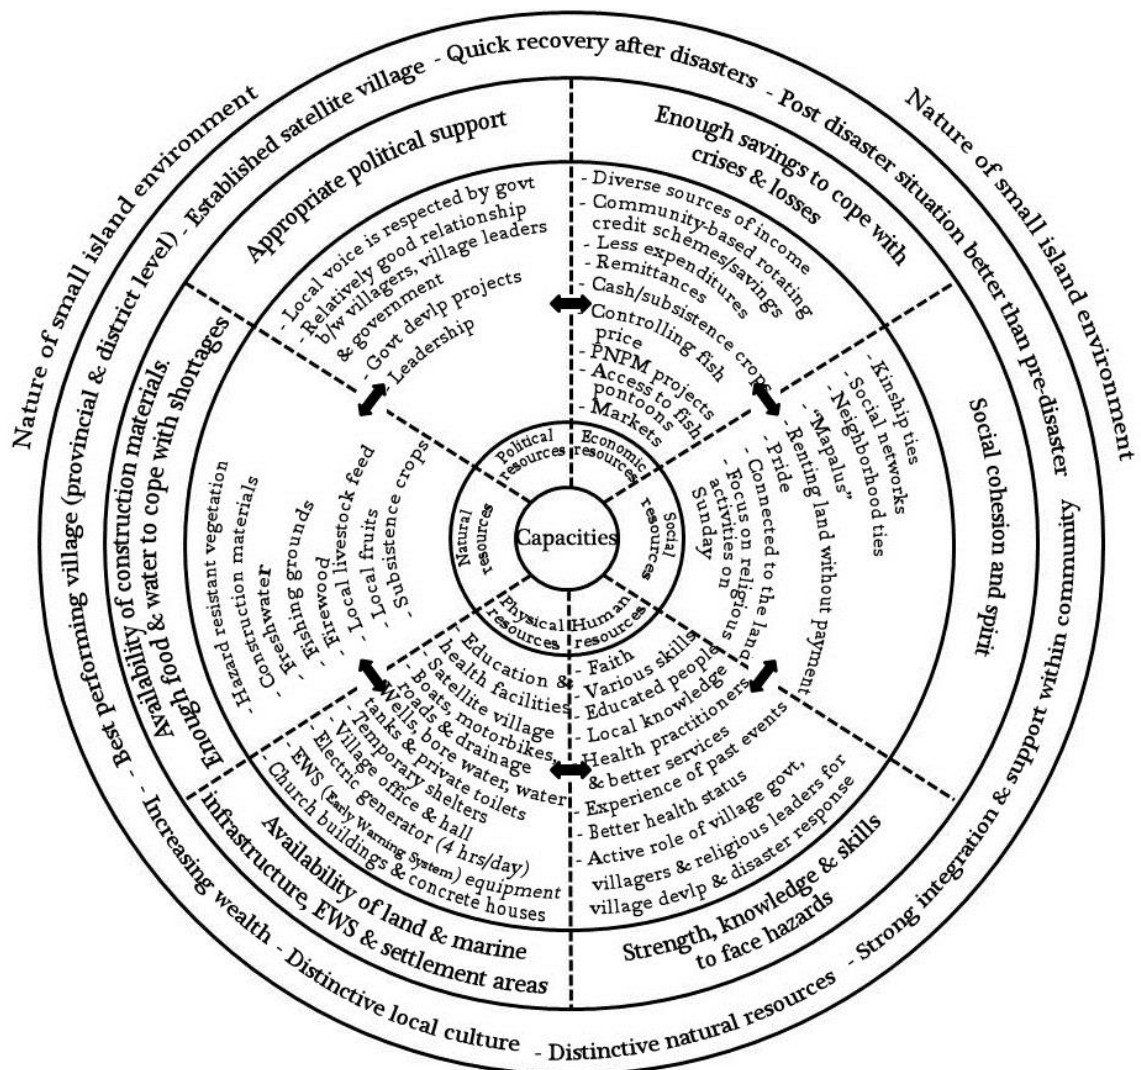 Nature of small island environment
Nature of small island environment
- Best performing village (provincial & district level) - Established satellite village - Quick recovery after disasters - Post disaster situation better than pre-disaster
- Strong integration & support within community
- Increasing wealth - Distinctive local culture - Distinctive natural resources
Appropriate political support
- Local voice is respected by govt
- Relatively good relationship
b/w villagers, village leaders
& government
- Govt devlp projects
- Leadership
Enough savings to cope with
crises & losses
- Diverse sources of income
- Community-based rotating
credit schemes/savings
- Less expenditures
- Remittances
- Cash/subsistence crops
- Controlling fish
price
- PNPM projects
- Access to fish
pontoons
- Markets
Social cohesion and spirit
- Kinship ties
- Social networks
- Neighborhood ties
- "Mapalus"
- Renting land without payment
- Pride
- Connected to the land
- Focus on religious
activities on
Sunday
Strength, knowledge & skills
to face hazards
- Faith
- Various skills
- Educated people
- Local knowledge
- Health practitioners
& better services
- Experience of past events
- Better health status
- Active role of village govt,
villagers & religious leaders for
village devlp & disaster response
Availability of land & marine
infrastructure, EWS & settlement areas
- Education &
health facilities
- Satellite village
- Boats, motorbikes,
roads & drainage
- Wells, bore water, water
tanks & private toilets
- Temporary shelters
- Village office & hall
- Electric generator (4 hrs/day)
- EWS (Early Warning System) equipment
- Church buildings & concrete houses
Availability of construction materials.
Enough food & water to cope with shortages
- Hazard resistant vegetation
- Construction materials
- Freshwater
- Fishing grounds
- Firewood
- Local livestock feed
- Local fruits
- Subsistence crops
Political
resources
Economic
resources
Social
resources
Human
resources
Physical
resources
Natural
resources
Capacities